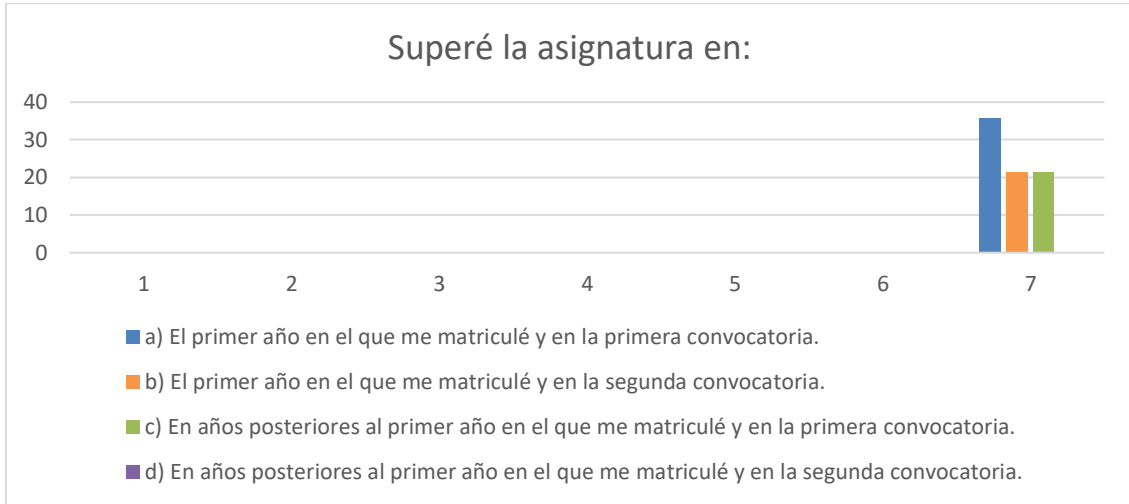 Superé la asignatura en:
40
30
20
10
0
1 2 3 4 5 6 7
a) El primer año en el que me matriculé y en la primera convocatoria.
b) El primer año en el que me matriculé y en la segunda convocatoria.
c) En años posteriores al primer año en el que me matriculé y en la primera convocatoria.
d) En años posteriores al primer año en el que me matriculé y en la segunda convocatoria.